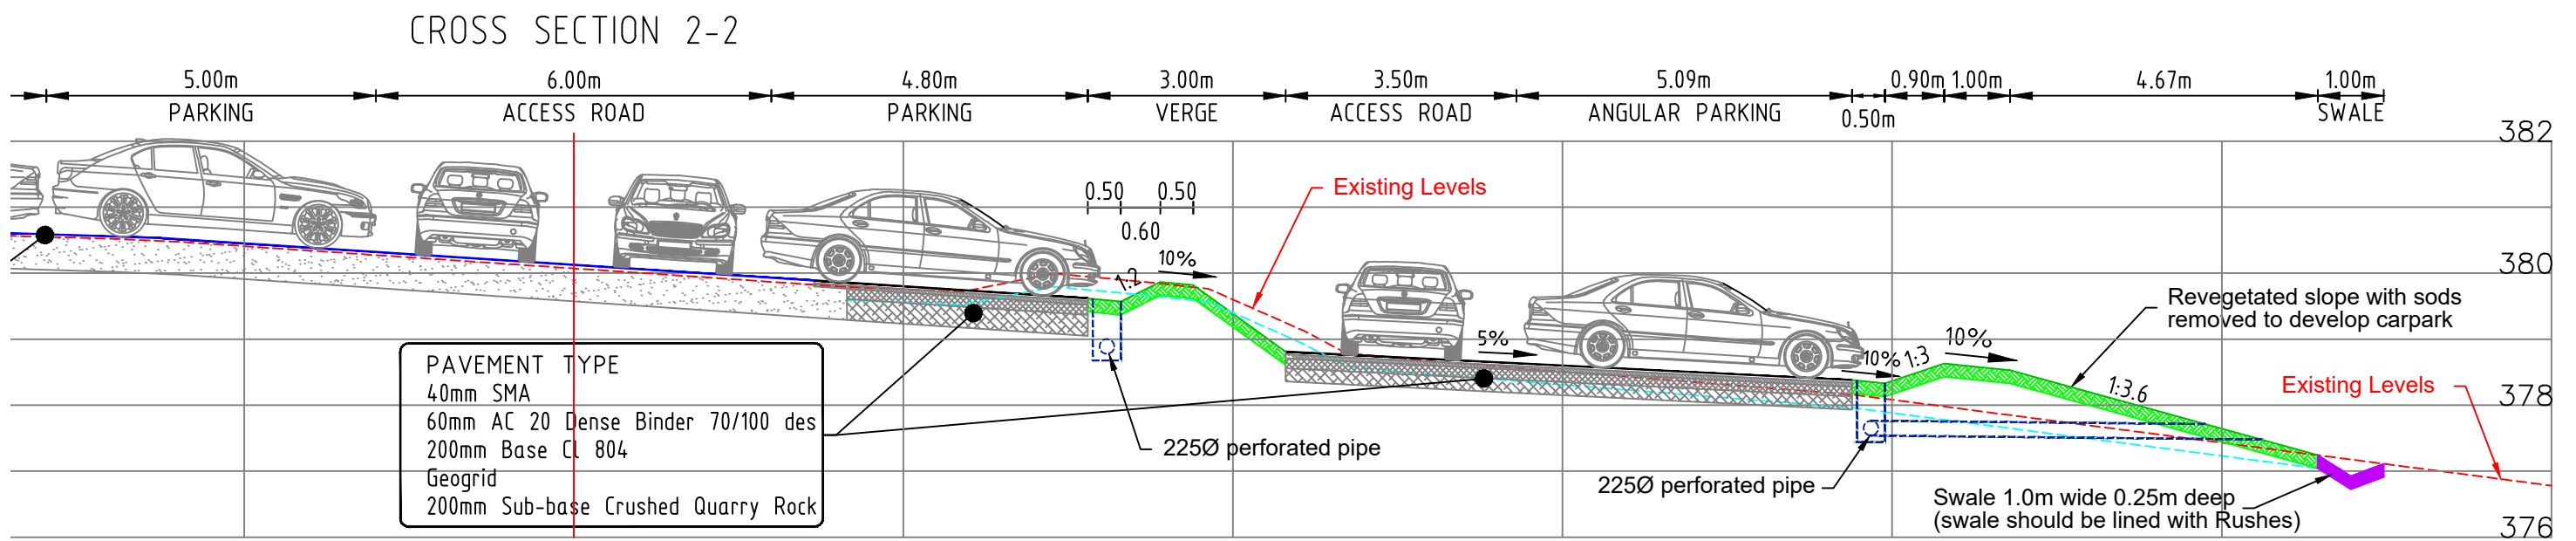 CROSS SECTION 2-2
5.00m 6.00m 4.80m 3.00m 3.50m 5.09m 0.90m 1.00m 4.67m 1.00m
PARKING ACCESS ROAD PARKING VERGE ACCESS ROAD ANGULAR PARKING 0.50m SWALE
382
Existing Levels
0.50 0.50
0.60
1:2 10%
380
Revegetated slope with sods
removed to develop carpark
5% 10% 1:3 10%
1:3.6
Existing Levels
378
PAVEMENT TYPE
40mm SMA
60mm AC 20 Dense Binder 70/100 des
200mm Base Cl 804
Geogrid
200mm Sub-base Crushed Quarry Rock
225Ø perforated pipe
225Ø perforated pipe
Swale 1.0m wide 0.25m deep
(swale should be lined with Rushes)
376